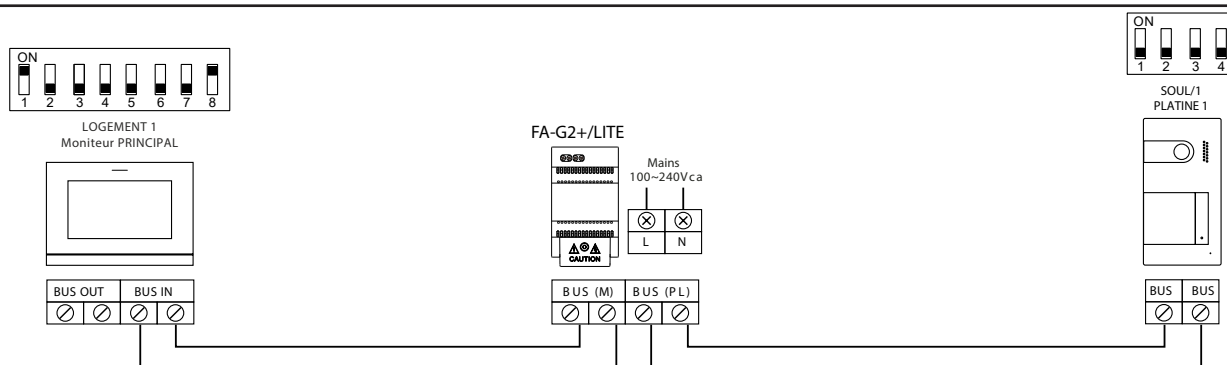 ON
1 2 3 4 5 6 7 8
LOGEMENT 1
Moniteur PRINCIPAL
BUS OUT BUS IN
FA-G2+/LITE
CAUTION
Mains
100~240Vca
L N
BUS (M) BUS (PL)
ON
1 2 3 4
SOUL/1
PLATINE 1
BUS BUS